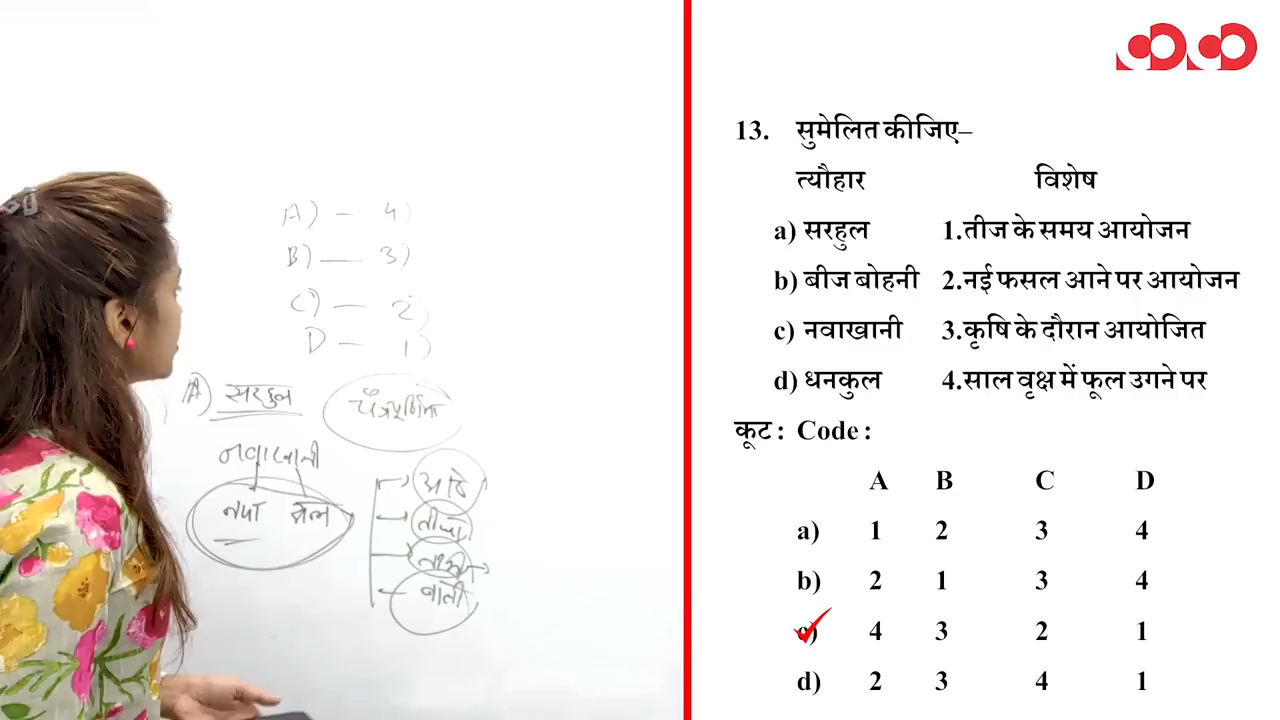 A) – 4)
B) — 3)
C) — 2)
D — 1)
A) सरहुल
चैत्रपूर्णिमा
नवाखानी
नया
13. सुमेलित कीजिए–
त्यौहार विशेष
a) सरहुल 1.तीज के समय आयोजन
b) बीज बोहनी 2.नई फसल आने पर आयोजन
c) नवाखानी 3.कृषि के दौरान आयोजित
d) धनकुल 4.साल वृक्ष में फूल उगने पर
कूट : Code :
A B C D
a) 1 2 3 4
b) 2 1 3 4
c) 4 3 2 1
d) 2 3 4 1